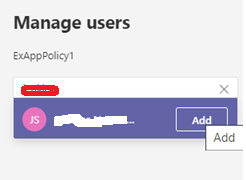 Manage users
ExAppPolicy1
JS
... Add
Add